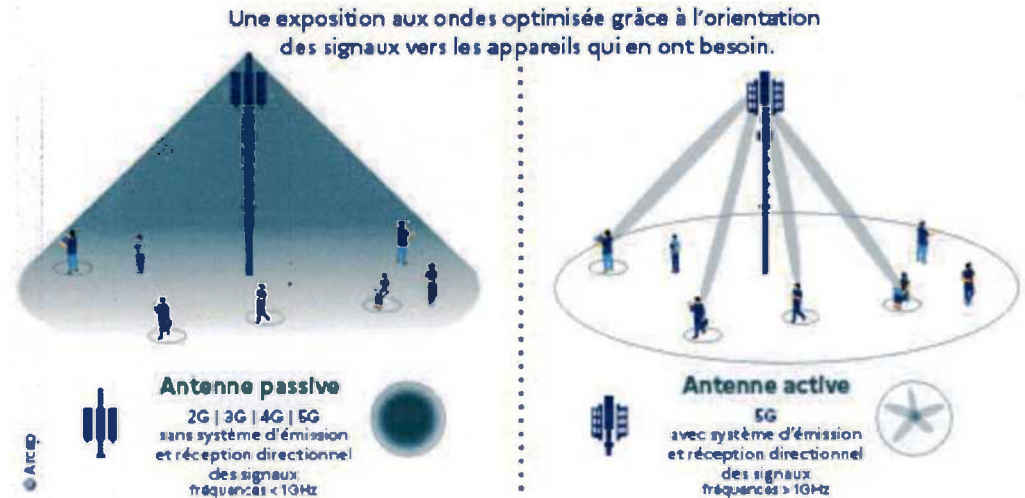 Une exposition aux ondes optimisée grâce à l'orientation
des signaux vers les appareils qui en ont besoin.
Antenne passive
2G | 3G | 4G | 5G
sans système d'émission
et réception directionnel
des signaux
fréquences < 1GHz
Antenne active
5G
avec système d'émission
et réception directionnel
des signaux
fréquences > 1GHz
© Arcep